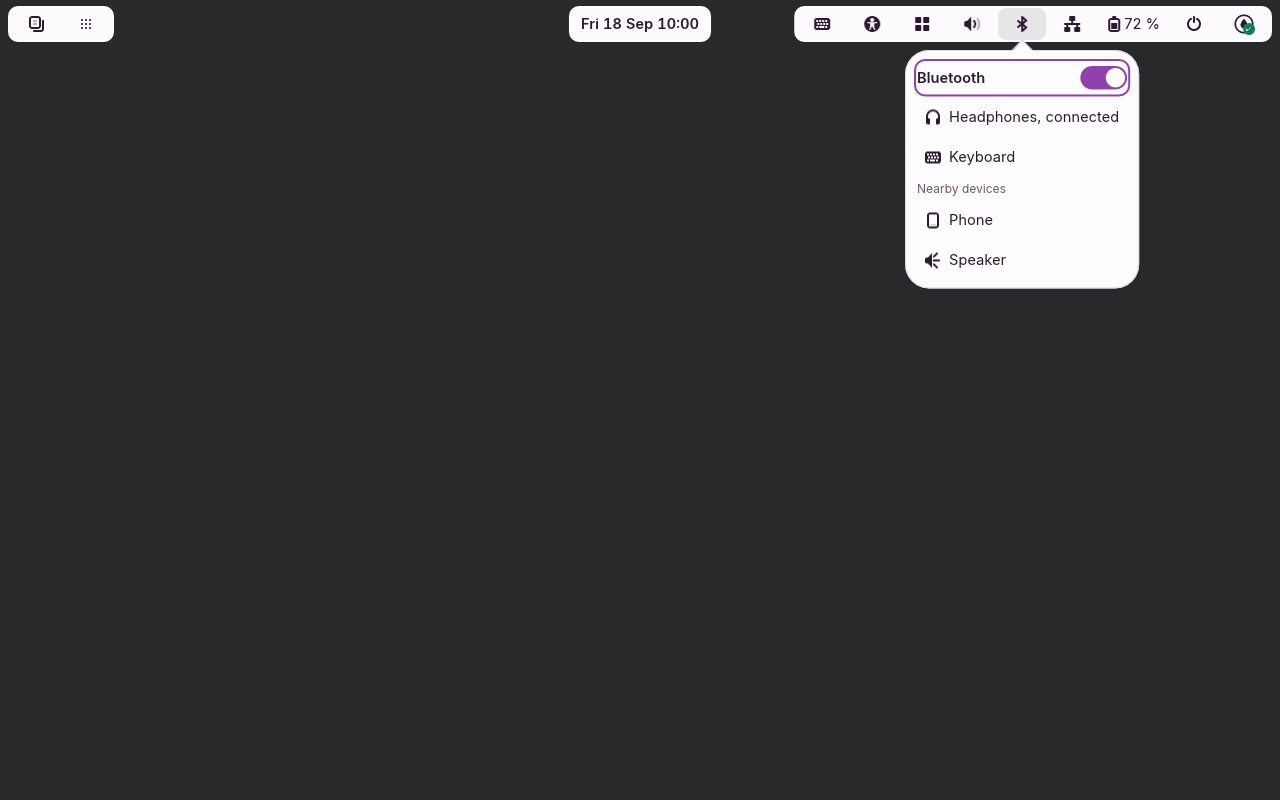 Fri 18 Sep 10:00
72 %
Bluetooth
Headphones, connected
Keyboard
Nearby devices
Phone
Speaker